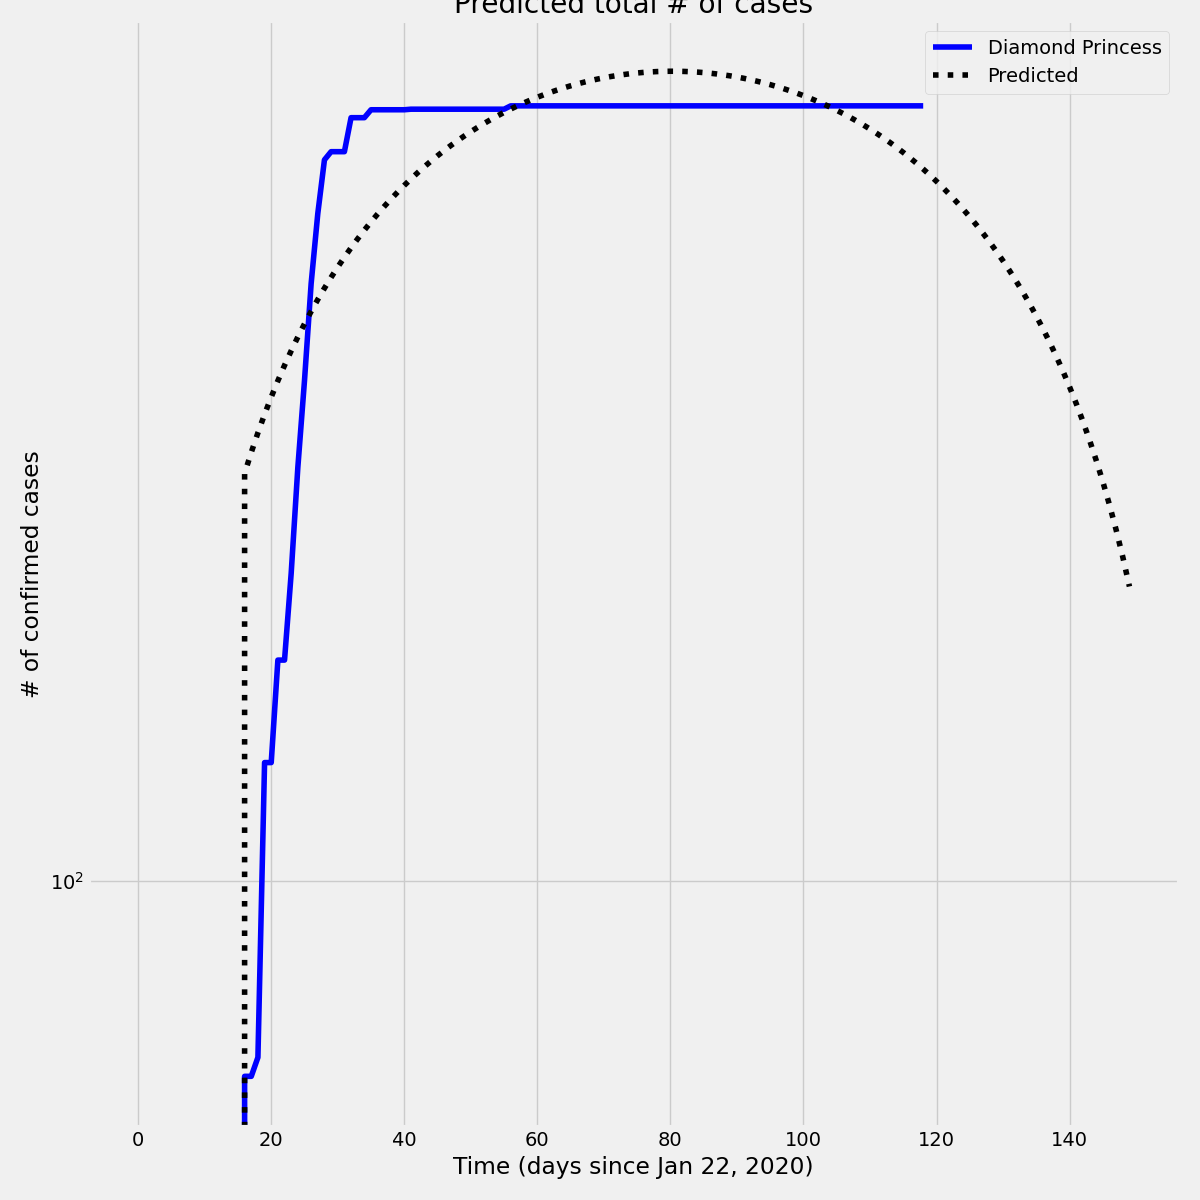 Predicted total # of cases
Diamond Princess
Predicted
# of confirmed cases
10²
0 20 40 60 80 100 120 140
Time (days since Jan 22, 2020)